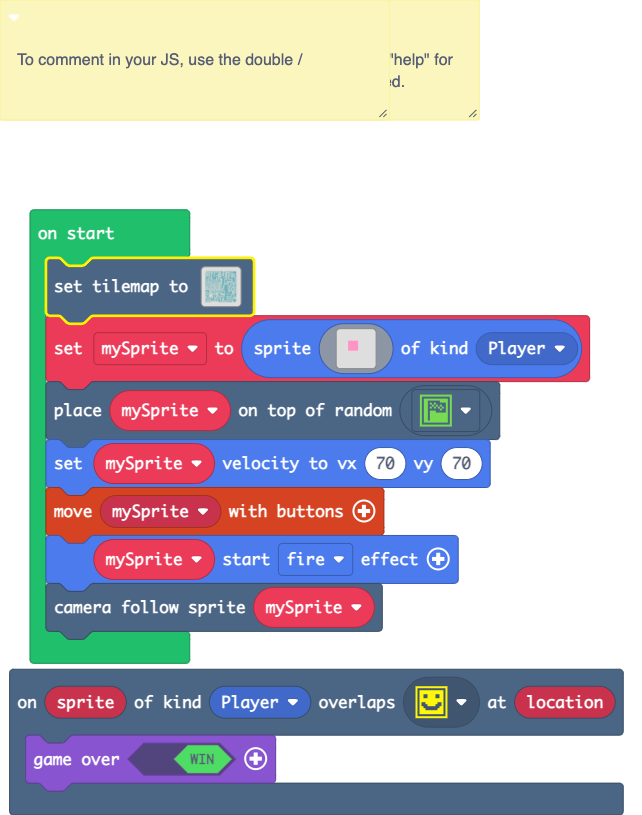 To comment in your JS, use the double /
"help" for
on start
set tilemap to
set mySprite to sprite of kind Player
place mySprite on top of random
set mySprite velocity to vx 70 vy 70
move mySprite with buttons
mySprite start fire effect
camera follow sprite mySprite
on sprite of kind Player overlaps at location
game over WIN